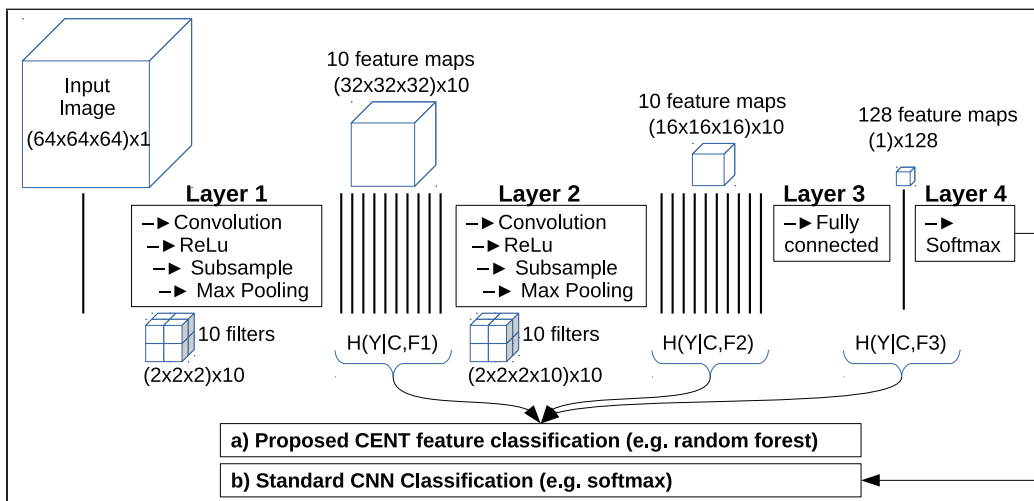 Input
Image
(64x64x64)x1
10 feature maps
(32x32x32)x10
10 feature maps
(16x16x16)x10
128 feature maps
(1)x128
Layer 1
Convolution
ReLu
Subsample
Max Pooling
Layer 2
Convolution
ReLu
Subsample
Max Pooling
Layer 3
Fully
connected
Layer 4
Softmax
10 filters
(2x2x2)x10
H(Y|C,F1)
10 filters
(2x2x2x10)x10
H(Y|C,F2)
H(Y|C,F3)
a) Proposed CENT feature classification (e.g. random forest)
b) Standard CNN Classification (e.g. softmax)